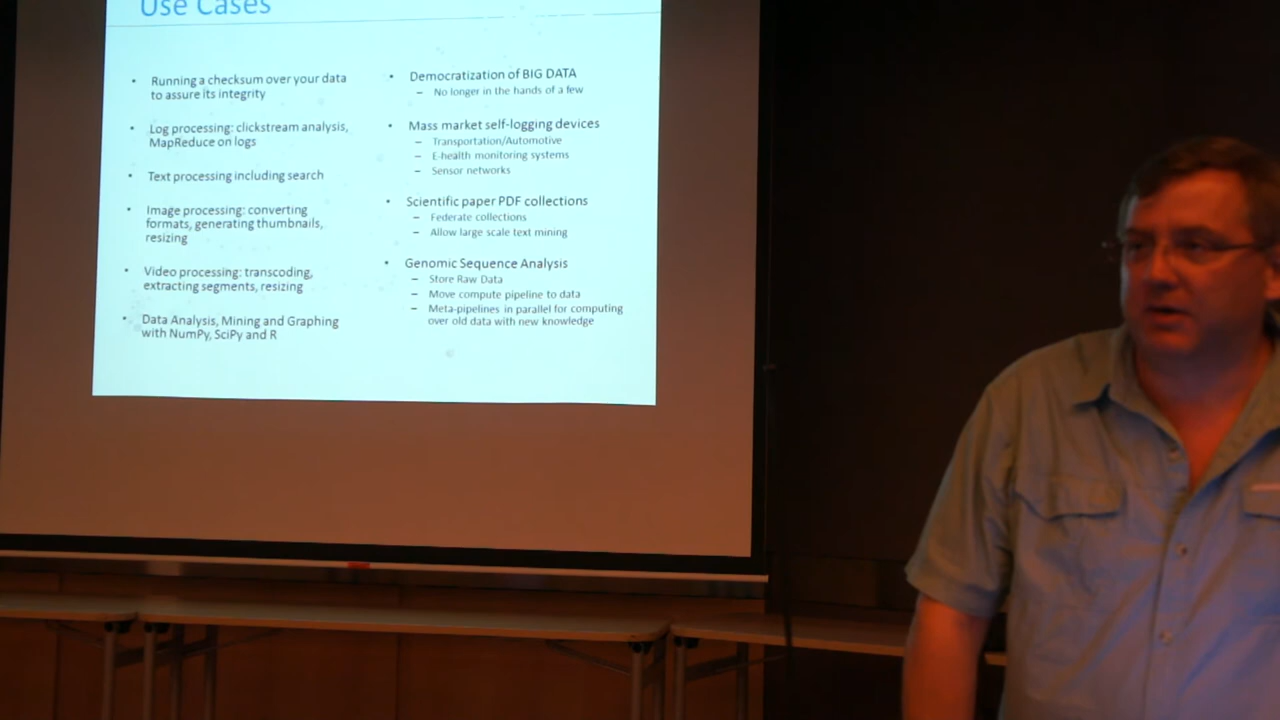 Use Cases
• Running a checksum over your data
to assure its integrity
• Log processing: clickstream analysis,
MapReduce on logs
• Text processing including search
• Image processing: converting
formats, generating thumbnails,
resizing
• Video processing: transcoding,
extracting segments, resizing
• Data Analysis, Mining and Graphing
with NumPy, SciPy and R
• Democratization of BIG DATA
– No longer in the hands of a few
• Mass market self-logging devices
– Transportation/Automotive
– E-health monitoring systems
– Sensor networks
• Scientific paper PDF collections
– Federate collections
– Allow large scale text mining
• Genomic Sequence Analysis
– Store Raw Data
– Move compute pipeline to data
– Meta-pipelines in parallel for computing
over old data with new knowledge